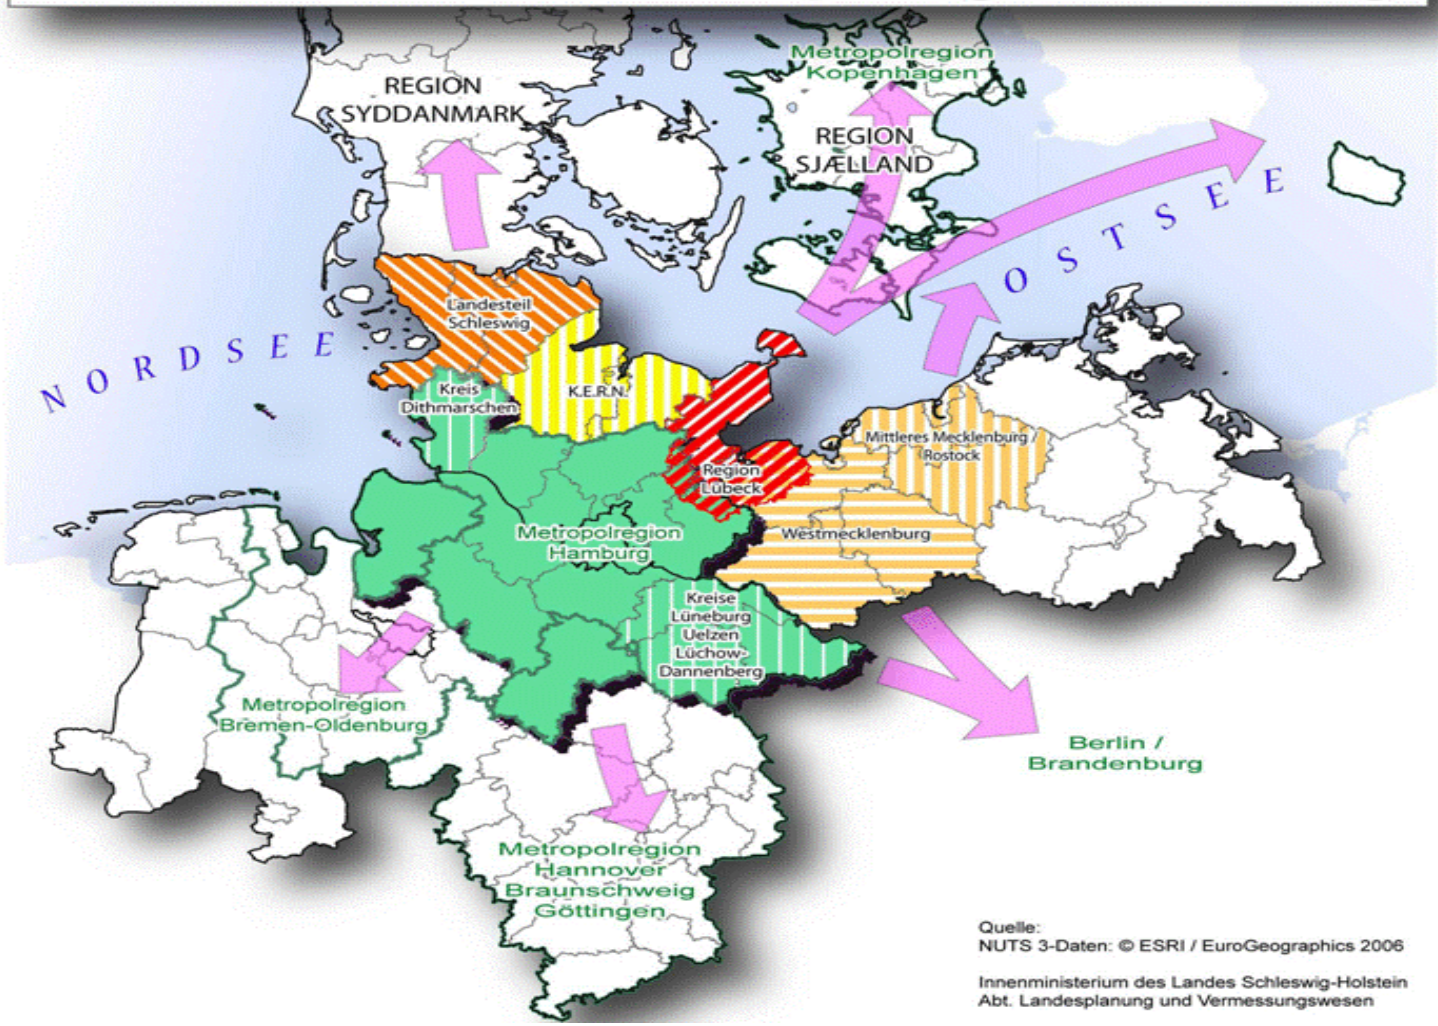 Metropolregion
Kopenhagen
REGION
SYDDANMARK
REGION
SJÆLLAND
OSTSEE
NORDSEE
Landesteil
Schleswig
Kreis
Dithmarschen
K.E.R.N.
Mittleres Mecklenburg /
Rostock
Region
Lübeck
Metropolregion
Hamburg
Westmecklenburg
Kreise
Lüneburg
Uelzen
Lüchow-
Dannenberg
Metropolregion
Bremen-Oldenburg
Berlin /
Brandenburg
Metropolregion
Hannover
Braunschweig
Göttingen
Quelle:
NUTS 3-Daten: © ESRI / EuroGeographics 2006
Innenministerium des Landes Schleswig-Holstein
Abt. Landesplanung und Vermessungswesen